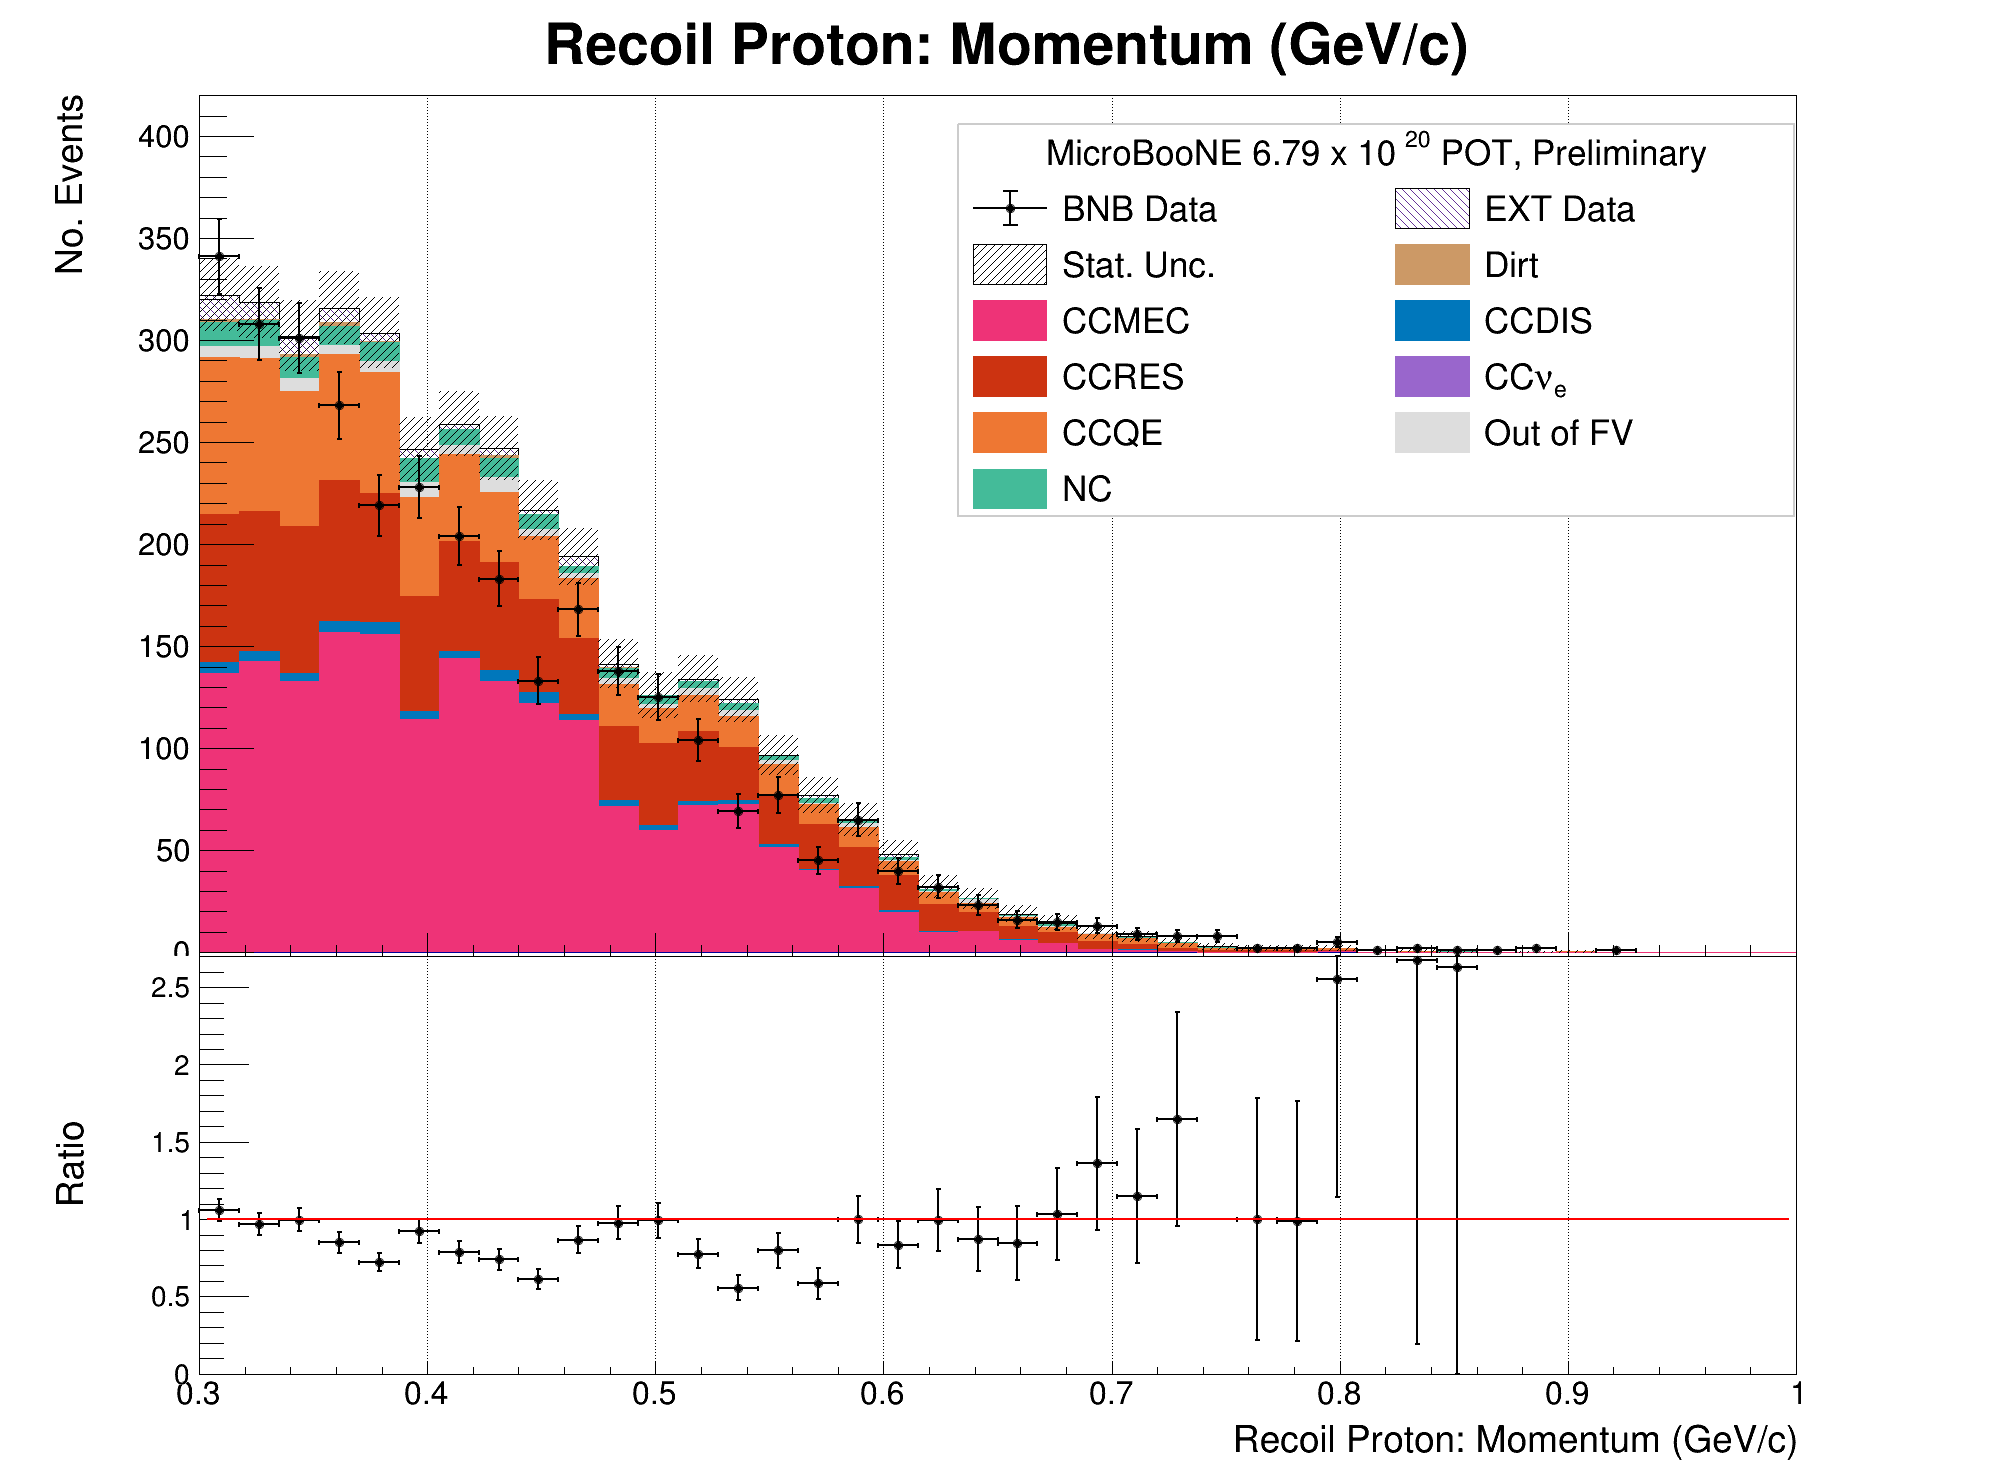 Recoil Proton: Momentum (GeV/c)
No. Events
400
350
300
250
200
150
100
50
0
MicroBooNE 6.79 x 10 20 POT, Preliminary
BNB Data
EXT Data
Stat. Unc.
Dirt
CCMEC
CCDIS
CCRES
CCνe
CCQE
Out of FV
NC
Ratio
2.5
2
1.5
1
0.5
0
0.3 0.4 0.5 0.6 0.7 0.8 0.9 1
Recoil Proton: Momentum (GeV/c)